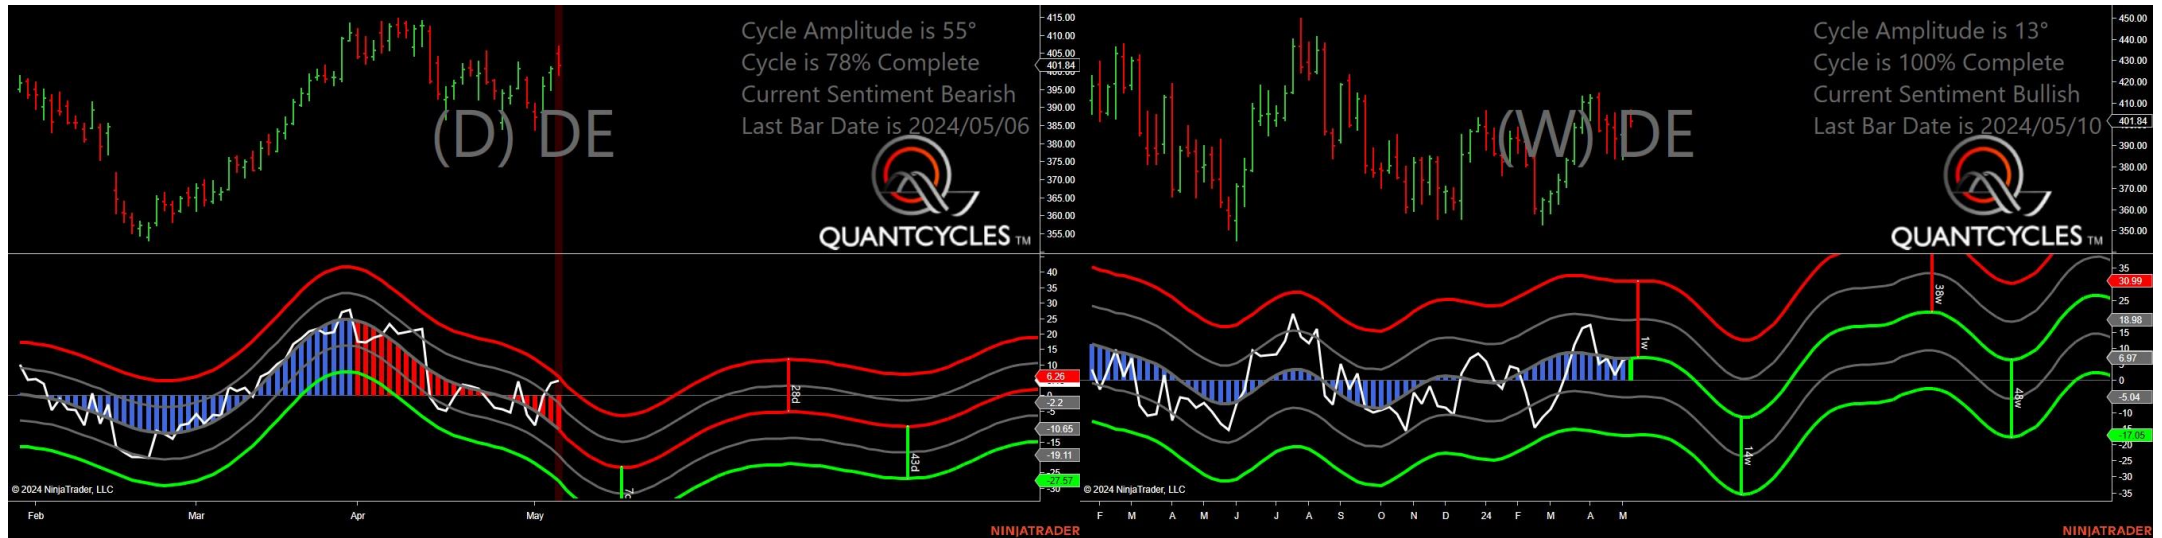 Cycle Amplitude is 55°
Cycle is 78% Complete
Current Sentiment Bearish
Last Bar Date is 2024/05/06
(D) DE
QUANTCYCLES TM
415.00
410.00
405.00
401.84
395.00
390.00
385.00
380.00
375.00
370.00
365.00
360.00
355.00
40
35
30
25
20
15
10
6.26
-2.2
-5
-10.65
-15
-19.11
-27.57
-30
28d
43d
© 2024 NinjaTrader, LLC
Feb Mar Apr May
NINJATRADER
Cycle Amplitude is 13°
Cycle is 100% Complete
Current Sentiment Bullish
Last Bar Date is 2024/05/10
(W) DE
QUANTCYCLES TM
450.00
440.00
430.00
420.00
410.00
401.84
390.00
380.00
370.00
360.00
350.00
35
30.99
25
18.98
15
10
6.97
0
-5.04
-10
-17.05
-20
-25
-30
-35
1w
14w
38w
48w
© 2024 NinjaTrader, LLC
F M A M J J A S O N D 24 F M A M
NINJATRADER